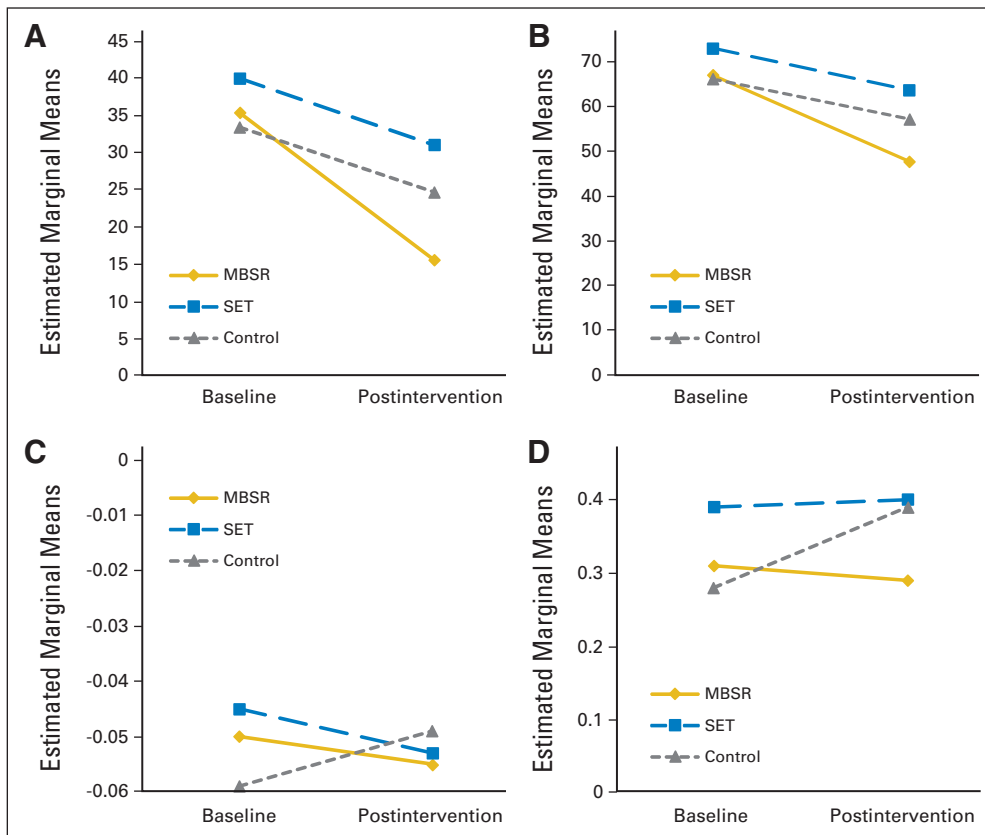 A
Estimated Marginal Means
45
40
35
30
25
20
15
10
5
0
MBSR
SET
Control
Baseline Postintervention
B
Estimated Marginal Means
70
60
50
40
30
20
10
0
MBSR
SET
Control
Baseline Postintervention
C
Estimated Marginal Means
0
-0.01
-0.02
-0.03
-0.04
-0.05
-0.06
MBSR
SET
Control
Baseline Postintervention
D
Estimated Marginal Means
0.4
0.3
0.2
0.1
0
MBSR
SET
Control
Baseline Postintervention